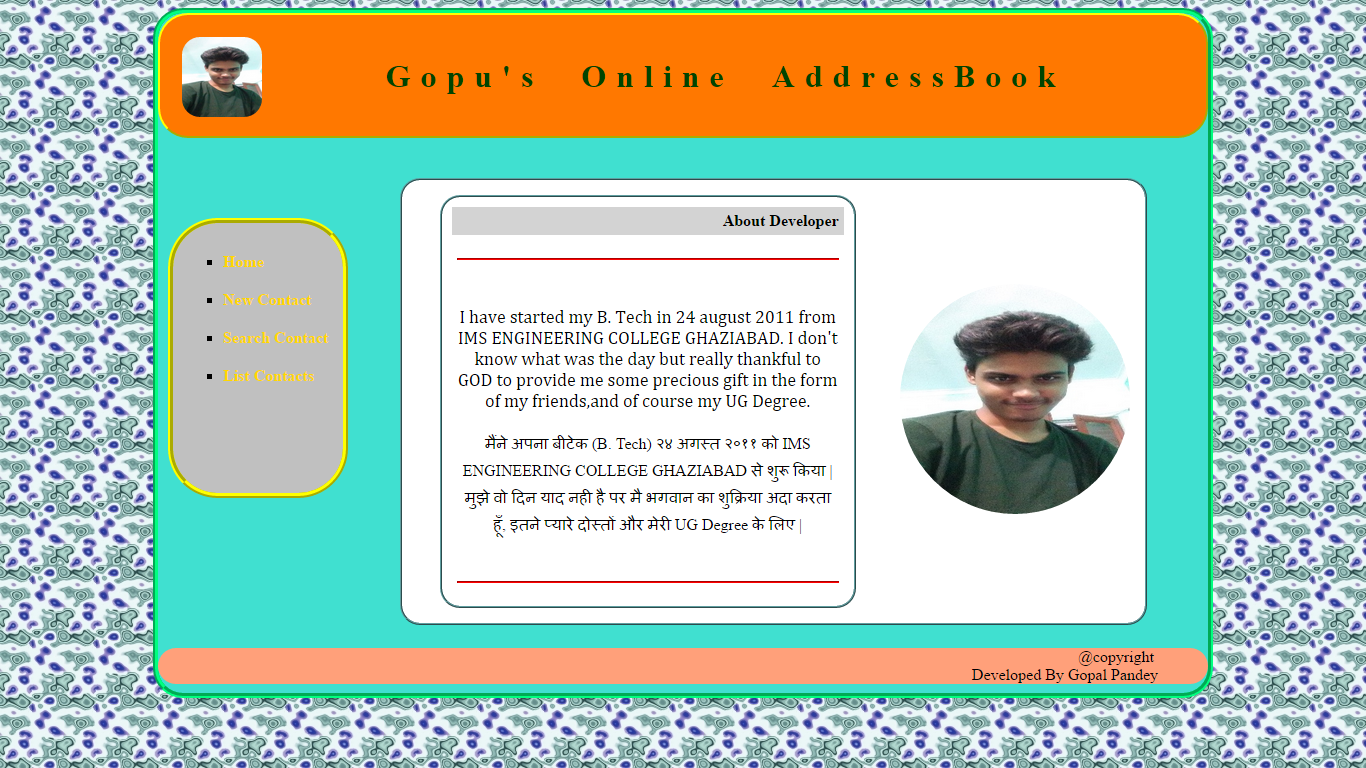 Gopu's Online AddressBook
Home
New Contact
Search Contact
List Contacts
About Developer
I have started my B. Tech in 24 august 2011 from
IMS ENGINEERING COLLEGE GHAZIABAD. I don't
know what was the day but really thankful to
GOD to provide me some precious gift in the form
of my friends,and of course my UG Degree.
मैंने अपना बीटेक (B. Tech) २४ अगस्त २०११ को IMS
ENGINEERING COLLEGE GHAZIABAD से शुरू किया |
मुझे वो दिन याद नही है पर मै भगवान का शुक्रिया अदा करता
हूँ. इतने प्यारे दोस्तों और मेरी UG Degree के लिए |
@copyright
Developed By Gopal Pandey